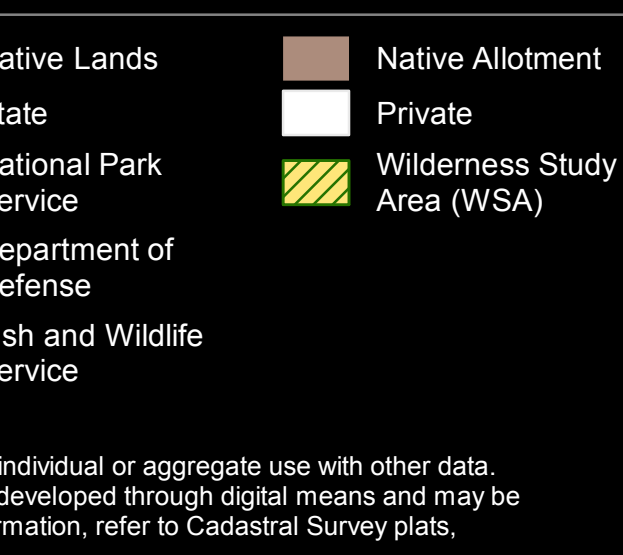 ative Lands
tate
ational Park
ervice
epartment of
efense
sh and Wildlife
ervice
Native Allotment
Private
Wilderness Study
Area (WSA)
individual or aggregate use with other data.
developed through digital means and may be
rmation, refer to Cadastral Survey plats,